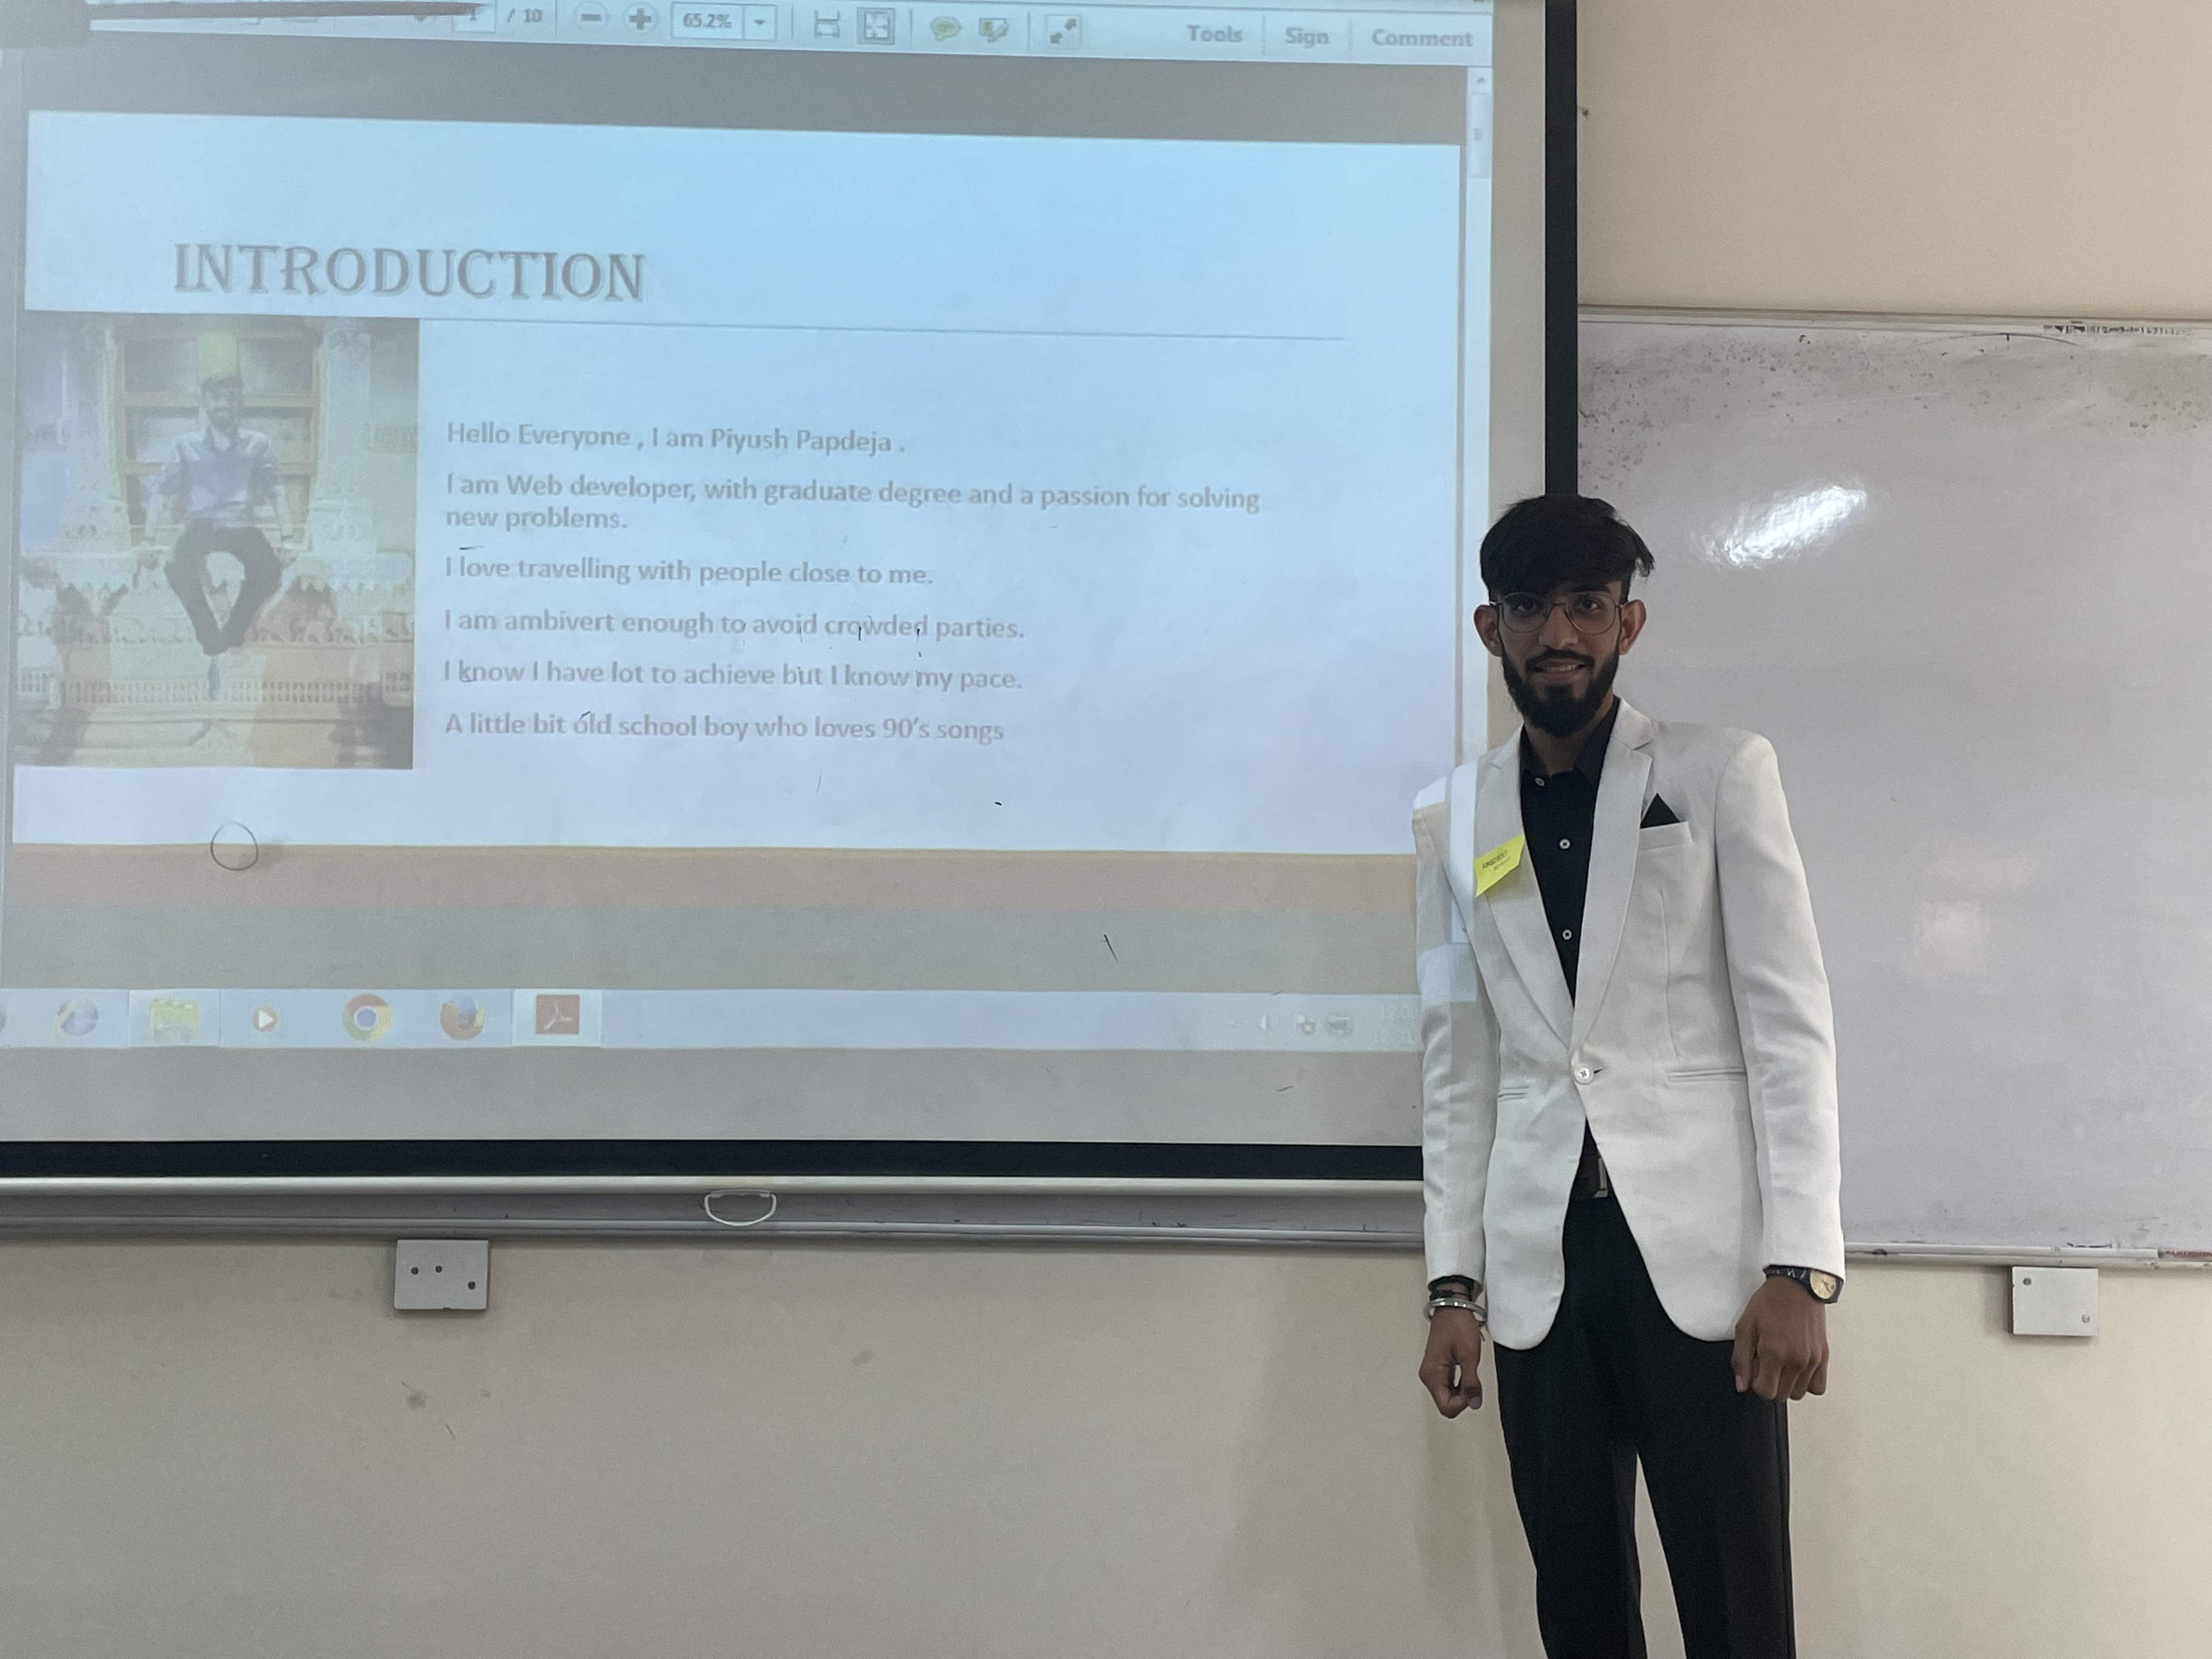 / 10
65.2%
Tools
Sign
Comment
INTRODUCTION
Hello Everyone , I am Piyush Papdeja .
I am Web developer, with graduate degree and a passion for solving
new problems.
I love travelling with people close to me.
I am ambivert enough to avoid crowded parties.
I know I have lot to achieve but I know my pace.
A little bit old school boy who loves 90's songs
AMBIVERT